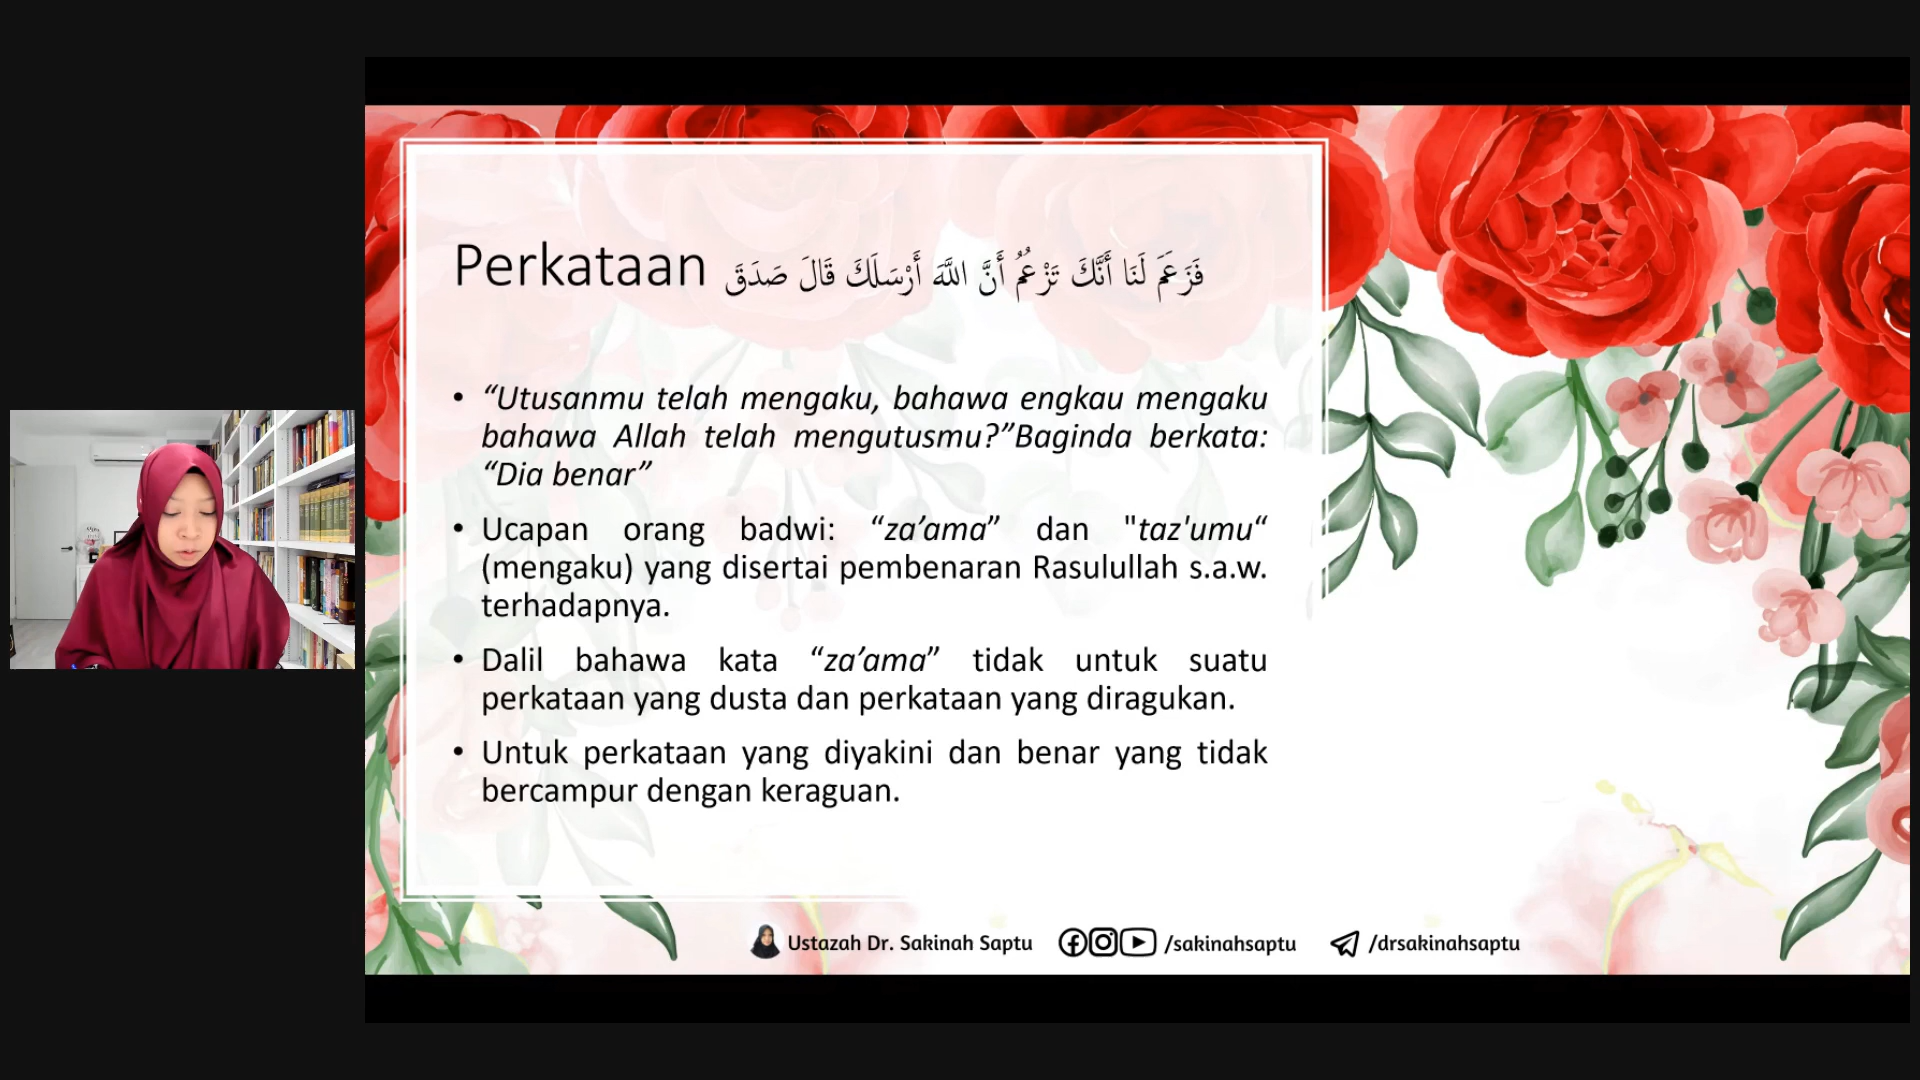 Perkataan فَزَعَمَ لَنَا أَنَّكَ تَزْعُمُ أَنَّ اللَّهَ أَرْسَلَكَ قَالَ صَدَقَ
• “Utusanmu telah mengaku, bahawa engkau mengaku
bahawa Allah telah mengutusmu?”Baginda berkata:
“Dia benar”
• Ucapan orang badwi: “za’ama” dan "taz'umu“
(mengaku) yang disertai pembenaran Rasulullah s.a.w.
terhadapnya.
• Dalil bahawa kata “za’ama” tidak untuk suatu
perkataan yang dusta dan perkataan yang diragukan.
• Untuk perkataan yang diyakini dan benar yang tidak
bercampur dengan keraguan.
Ustazah Dr. Sakinah Saptu /sakinahsaptu /drsakinahsaptu